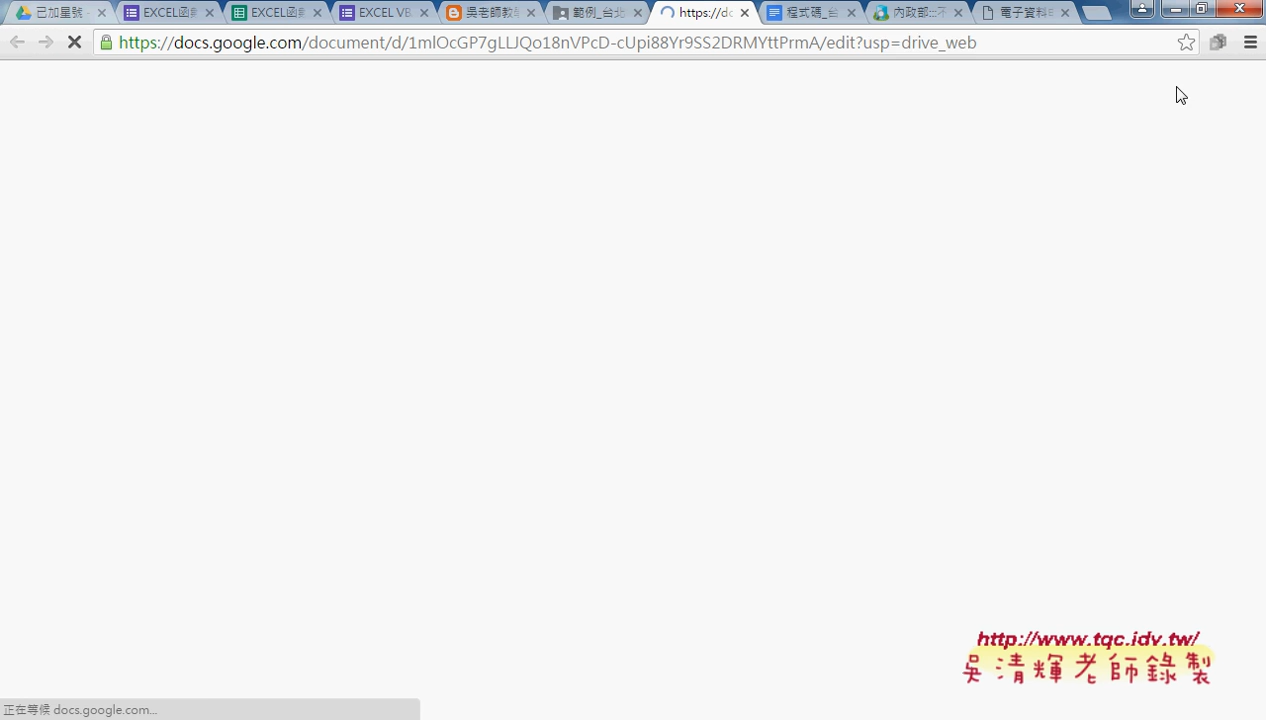 已加星號 -
EXCEL函
EXCEL函
EXCEL VB
吳老師教
範例_台北
https://do
程式碼_台
內政部:::不
電子資料
https://docs.google.com/document/d/1mlOcGP7gLLJQo18nVPcD-cUpi88Yr9SS2DRMYttPrmA/edit?usp=drive_web
http://www.tqc.idv.tw/
吳清輝老師錄製
正在等候 docs.google.com...